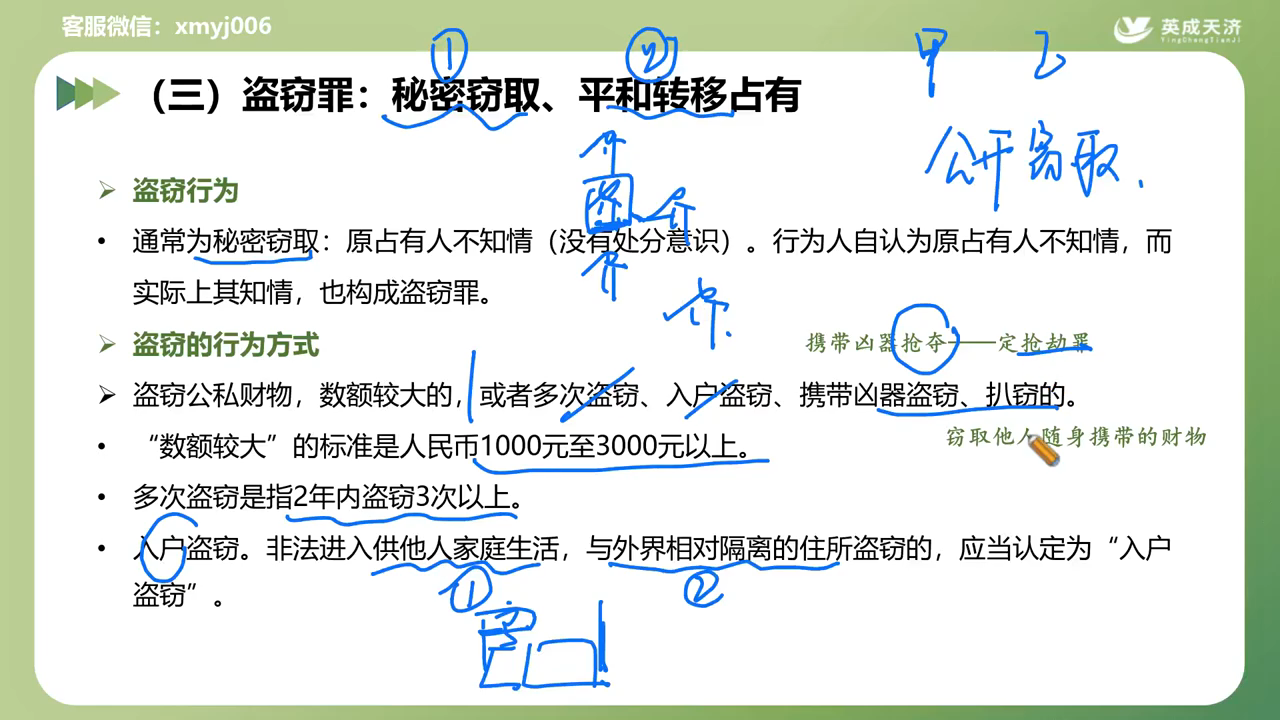 客服微信：xmyj006
英成天济
YingChengTianJi
① ② 甲 乙
（三）盗窃罪：秘密窃取、平和转移占有
公开窃取.
盗窃行为
通常为秘密窃取：原占有人不知情（没有处分意识）。行为人自认为原占有人不知情，而
实际上其知情，也构成盗窃罪。
盗窃的行为方式
携带凶器抢夺——定抢劫罪
盗窃公私财物，数额较大的，或者多次盗窃、入户盗窃、携带凶器盗窃、扒窃的。
窃取他人随身携带的财物
“数额较大”的标准是人民币1000元至3000元以上。
多次盗窃是指2年内盗窃3次以上。
入户盗窃。非法进入供他人家庭生活，与外界相对隔离的住所盗窃的，应当认定为“入户
盗窃”。
① ②